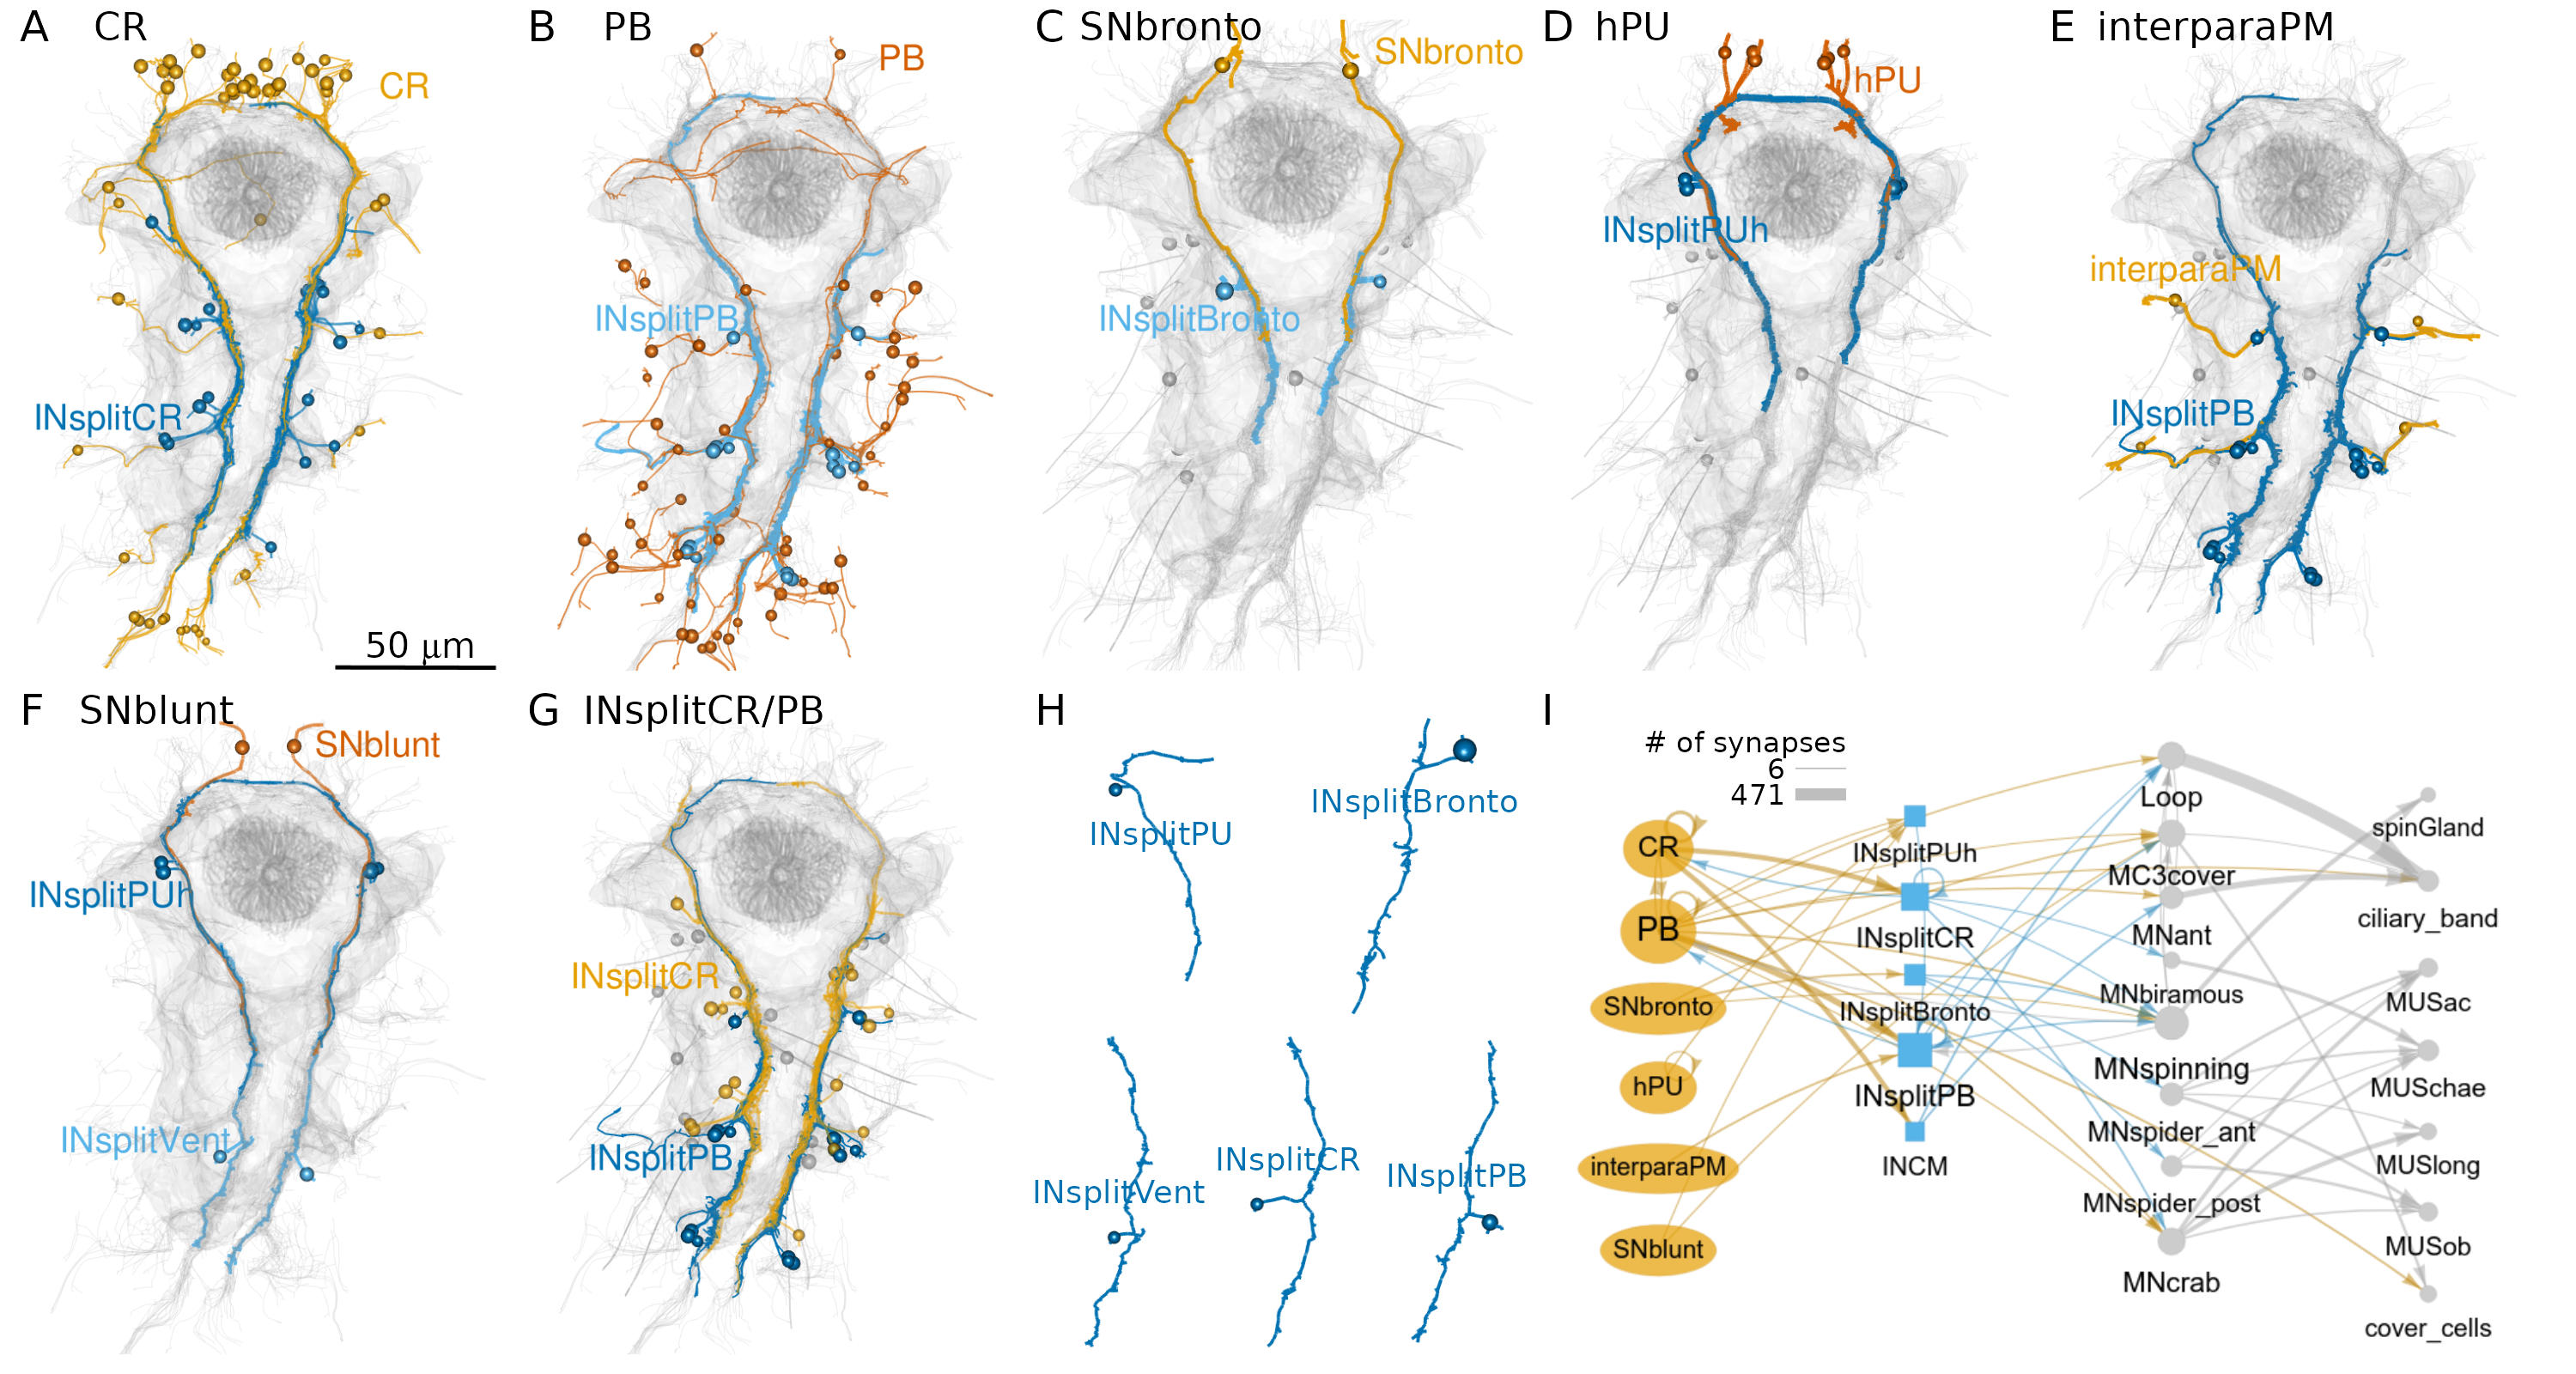 A CR
CR
INsplitCR
50 μm
B PB
PB
INsplitPB
C SNbronto
SNbronto
INsplitBronto
D hPU
hPU
INsplitPUh
E interparaPM
interparaPM
INsplitPB
F SNblunt
SNblunt
INsplitPUh
INsplitVent
G INsplitCR/PB
INsplitCR
INsplitPB
H
INsplitPU
INsplitBronto
INsplitVent
INsplitCR
INsplitPB
I
# of synapses
6
471
CR
PB
SNbronto
hPU
interparaPM
SNblunt
INsplitPUh
INsplitCR
INsplitBronto
INsplitPB
INCM
Loop
MC3cover
MNant
MNbiramous
MNspinning
MNspider_ant
MNspider_post
MNcrab
spinGland
ciliary_band
MUSac
MUSchae
MUSlong
MUSob
cover_cells